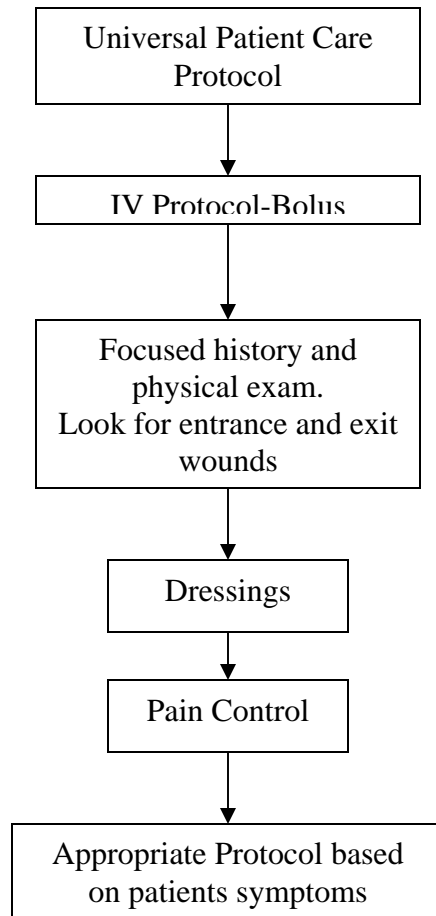 Universal Patient Care
Protocol
IV Protocol-Bolus
Focused history and
physical exam.
Look for entrance and exit
wounds
Dressings
Pain Control
Appropriate Protocol based
on patients symptoms